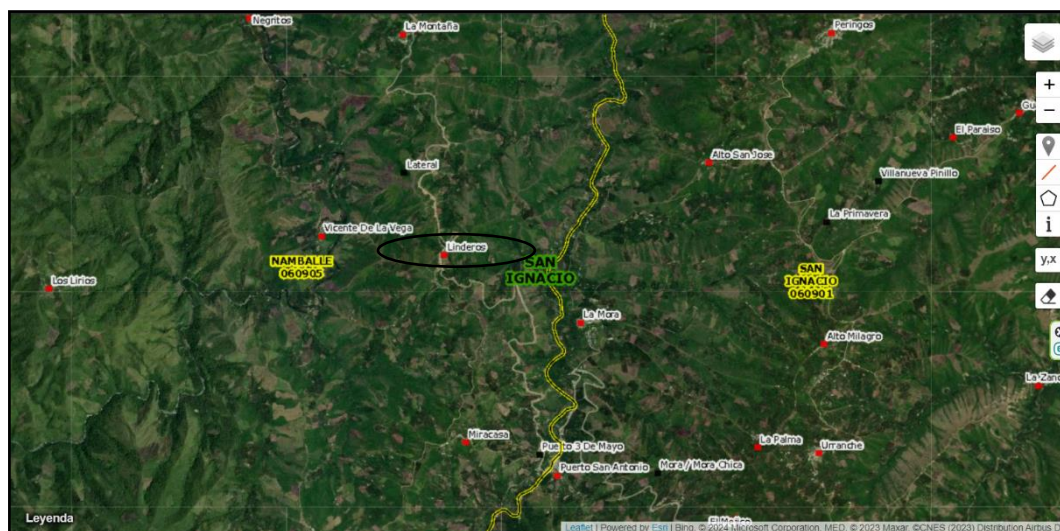 Negritos
La Montaña
Peringos
+
−
El Paraiso
Alto San Jose
Lateral
Villanueva Pinillo
La Primavera
Vicente De La Vega
Linderos
i
NAMBALLE
060905
SAN
IGNACIO
SAN
IGNACIO
060901
y,x
Los Lirios
La Mora
Alto Milagro
Miracasa
Puerto 3 De Mayo
La Palma
Urranche
Puerto San Antonio
Mora / Mora Chica
Leyenda
Leaflet | Powered by Esri | Bing, © 2024 Microsoft Corporation, MED, © 2023 Maxar, ©CNES (2023) Distribution Airbus